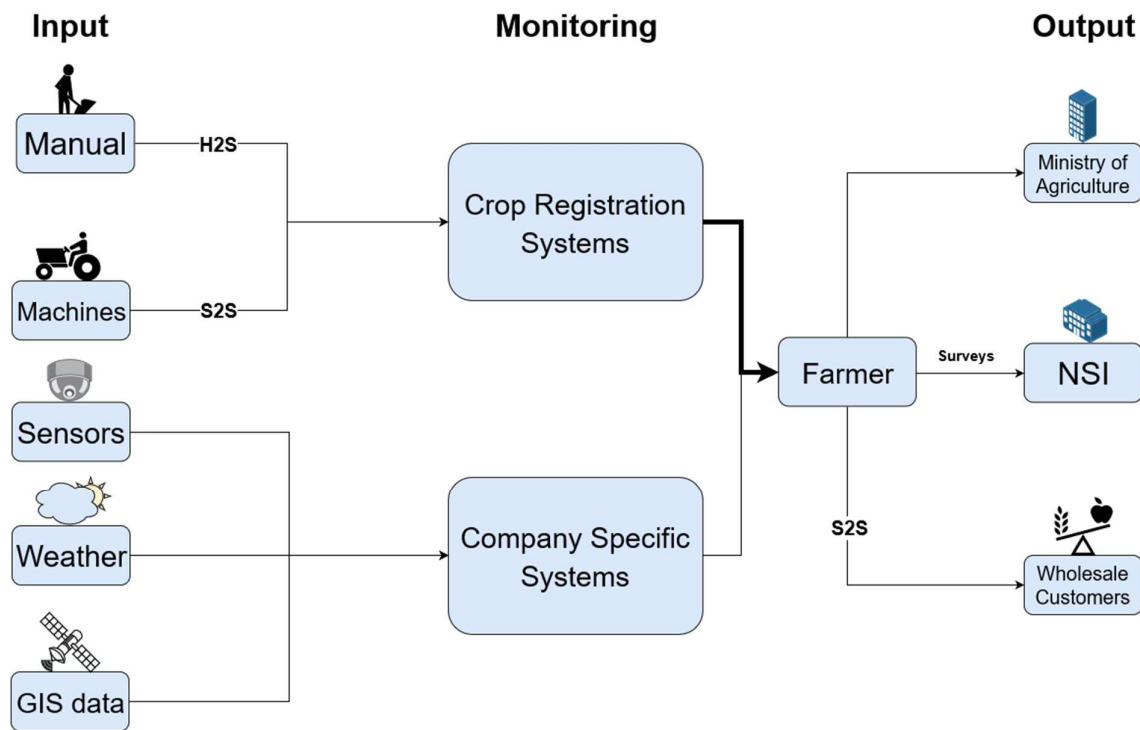 Input
Monitoring
Output
Manual
H2S
Machines
S2S
Sensors
Weather
GIS data
Crop Registration
Systems
Company Specific
Systems
Farmer
Surveys
S2S
Ministry of
Agriculture
NSI
Wholesale
Customers